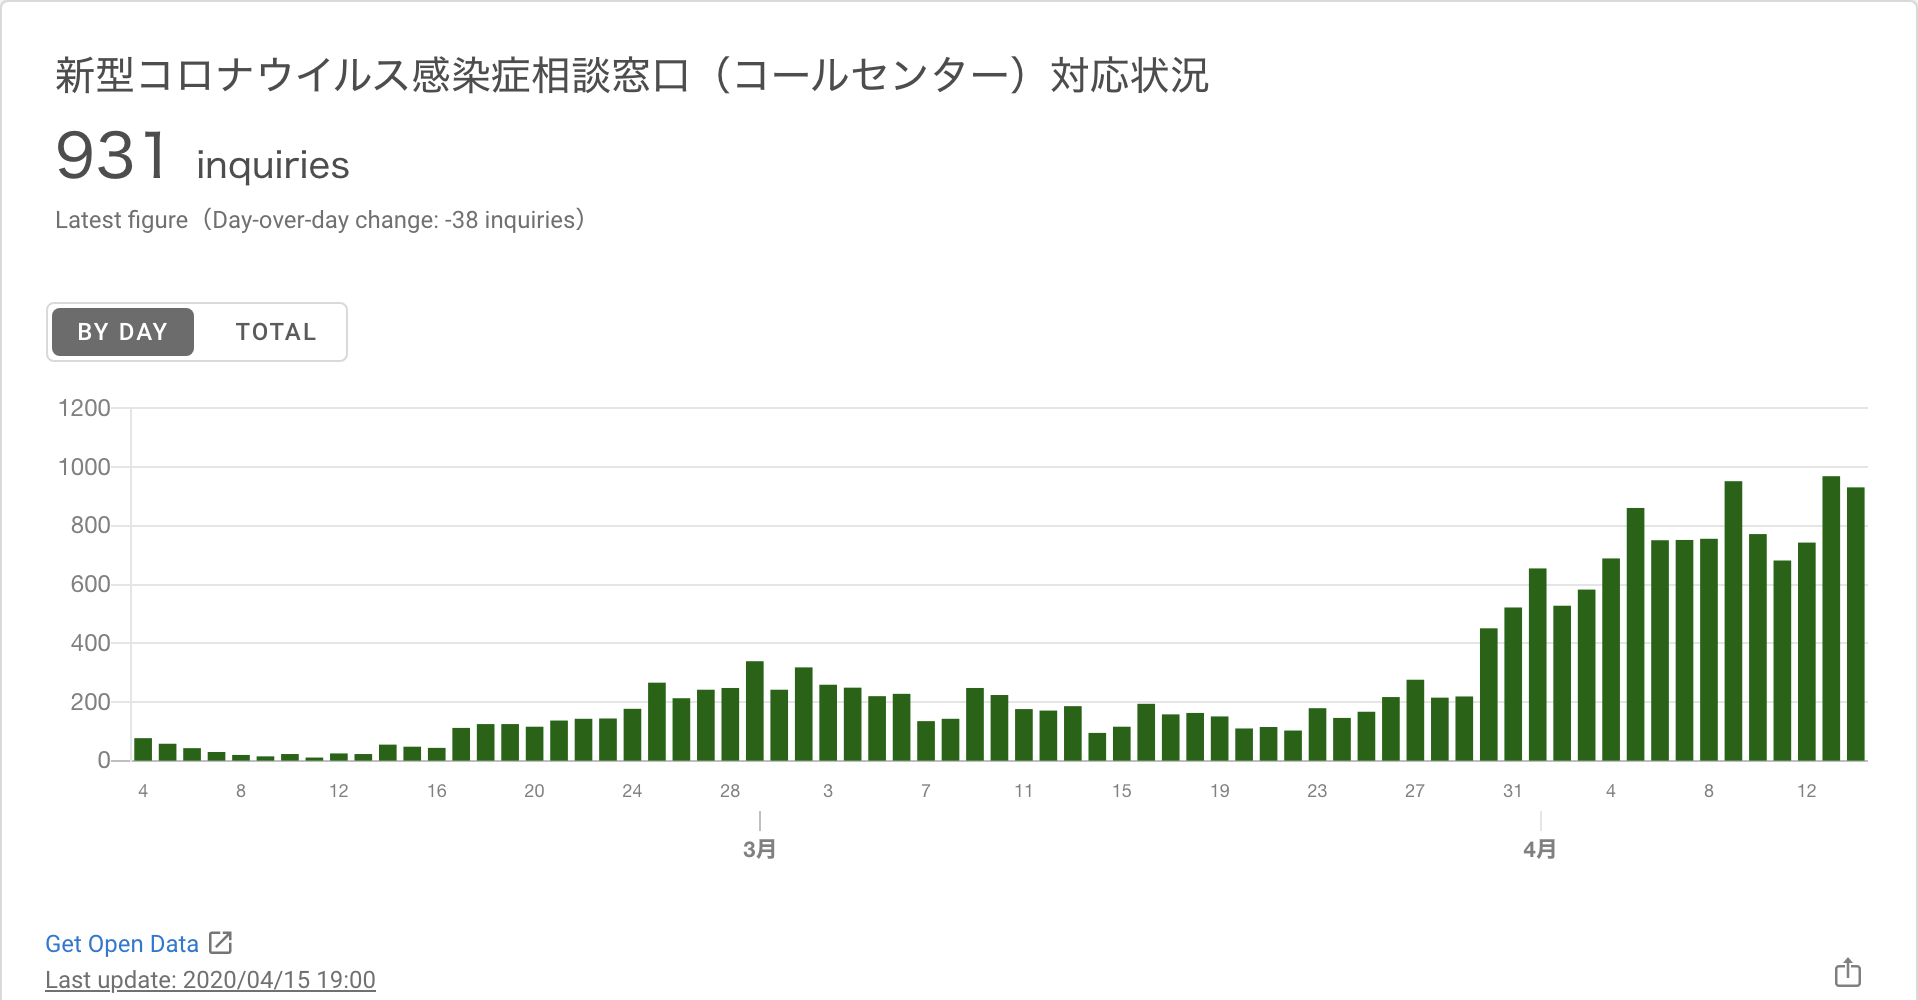 新型コロナウイルス感染症相談窓口（コールセンター）対応状況
931 inquiries
Latest figure（Day-over-day change: -38 inquiries）
BY DAY TOTAL
1200
1000
800
600
400
200
0
4 8 12 16 20 24 28 3 7 11 15 19 23 27 31 4 8 12
3月 4月
Get Open Data
Last update: 2020/04/15 19:00